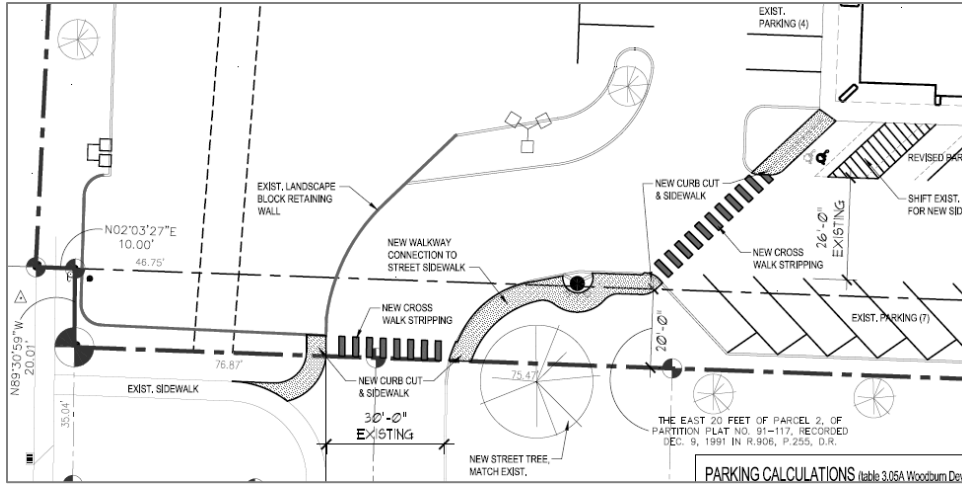 EXIST.
PARKING (4)
REVISED PAR
EXIST. LANDSCAPE
BLOCK RETAINING
WALL
NEW CURB CUT
& SIDEWALK
SHIFT EXIST.
FOR NEW SID
26'-0"
EXISTING
N02°03'27"E
10.00'
46.75'
NEW WALKWAY
CONNECTION TO
STREET SIDEWALK
NEW CROSS
WALK STRIPPING
NEW CROSS
WALK STRIPPING
EXIST. PARKING (7)
N89°30'59"W
20.01'
20'-0"
76.87'
75.47'
EXIST. SIDEWALK
NEW CURB CUT
& SIDEWALK
35.04'
30'-0"
EXISTING
THE EAST 20 FEET OF PARCEL 2, OF
PARTITION PLAT NO. 91-117, RECORDED
DEC. 9, 1991 IN R.906, P.255, D.R.
NEW STREET TREE,
MATCH EXIST.
PARKING CALCULATIONS (table 3.05A Woodburn Dev